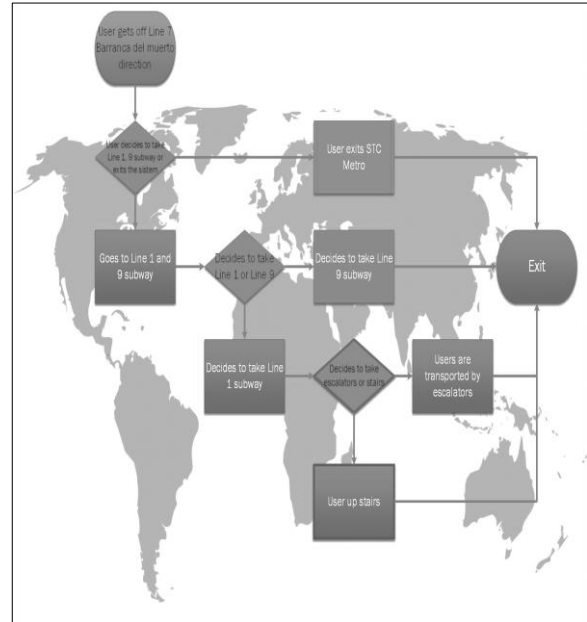 User gets off Line 7
Barranca del muerto
direction
User decides to take
Line 1, 9 subway or
exits the sistem
User exits STC
Metro
Goes to Line 1 and
9 subway
Decides to take
Line 1 or Line 9
Decides to take Line
9 subway
Exit
Decides to take Line
1 subway
Decides to take
escalators or stairs
Users are
transported by
escalators
User up stairs